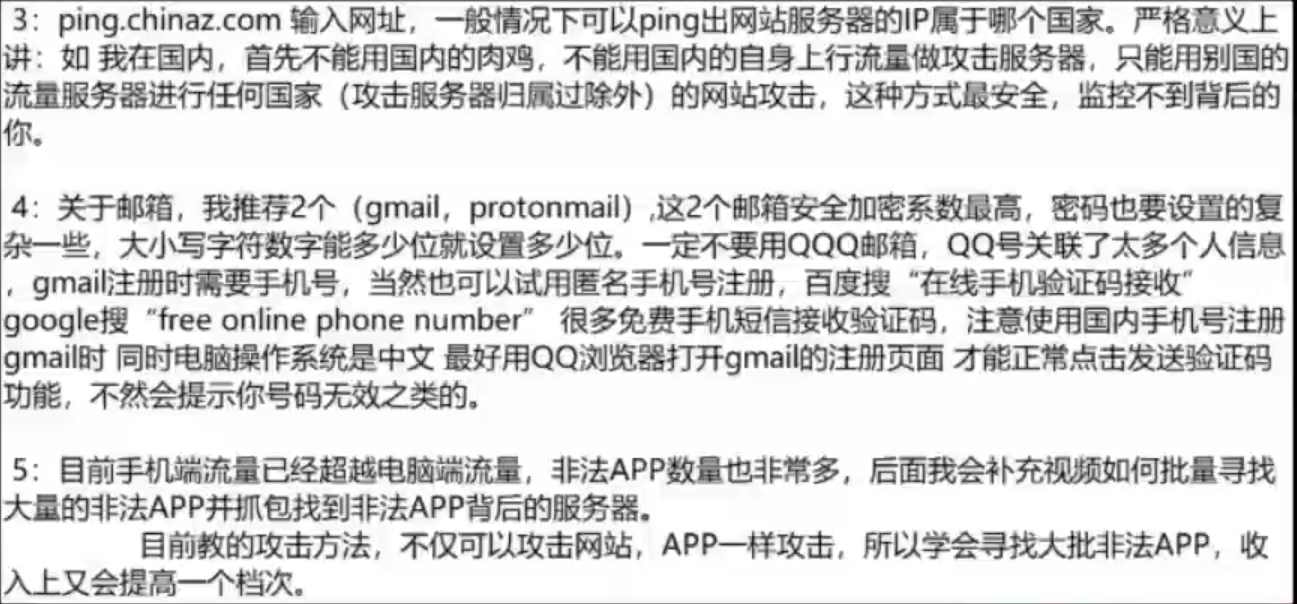 3：ping.chinaz.com 输入网址，一般情况下可以ping出网站服务器的IP属于哪个国家。严格意义上
讲：如 我在国内，首先不能用国内的肉鸡，不能用国内的自身上行流量做攻击服务器，只能用别国的
流量服务器进行任何国家（攻击服务器归属过除外）的网站攻击，这种方式最安全，监控不到背后的
你。
4：关于邮箱，我推荐2个（gmail，protonmail）,这2个邮箱安全加密系数最高，密码也要设置的复
杂一些，大小写字符数字能多少位就设置多少位。一定不要用QQQ邮箱，QQ号关联了太多个人信息
，gmail注册时需要手机号，当然也可以试用匿名手机号注册，百度搜“在线手机验证码接收”
google搜“free online phone number” 很多免费手机短信接收验证码，注意使用国内手机号注册
gmail时 同时电脑操作系统是中文 最好用QQ浏览器打开gmail的注册页面 才能正常点击发送验证码
功能，不然会提示你号码无效之类的。
5：目前手机端流量已经超越电脑端流量，非法APP数量也非常多，后面我会补充视频如何批量寻找
大量的非法APP并抓包找到非法APP背后的服务器。
目前教的攻击方法，不仅可以攻击网站，APP一样攻击，所以学会寻找大批非法APP，收
入上又会提高一个档次。